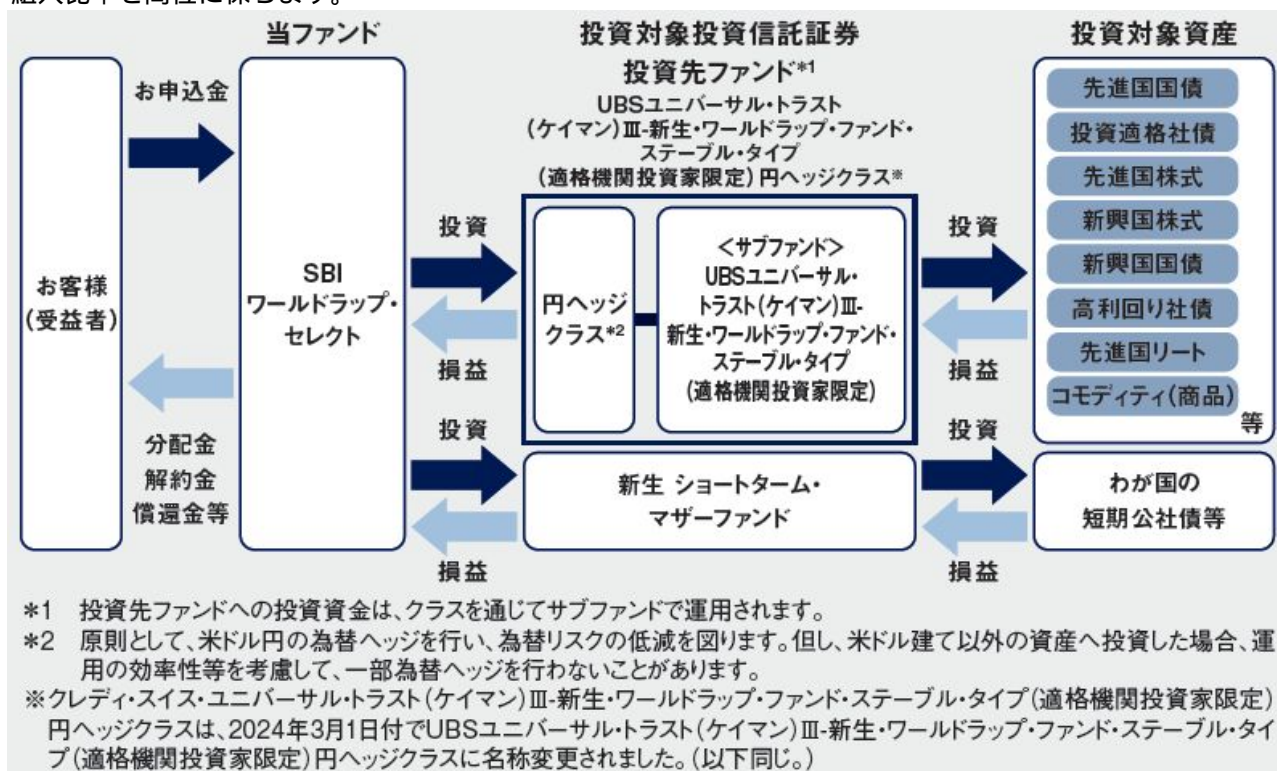 組入比率を高位に保ちます。
当ファンド
投資対象投資信託証券
投資対象資産
投資先ファンド*1
UBSユニバーサル・トラスト
(ケイマン)Ⅲ-新生・ワールドラップ・ファンド・
ステーブル・タイプ
(適格機関投資家限定)円ヘッジクラス※
お客様
(受益者)
お申込金
分配金
解約金
償還金等
SBI
ワールドラップ・
セレクト
投資
損益
円ヘッジ
クラス*2
<サブファンド>
UBSユニバーサル・
トラスト(ケイマン)Ⅲ-
新生・ワールドラップ・ファンド・
ステーブル・タイプ
(適格機関投資家限定)
投資
損益
先進国国債
投資適格社債
先進国株式
新興国株式
新興国国債
高利回り社債
先進国リート
コモディティ(商品)
等
投資
損益
新生 ショートターム・
マザーファンド
投資
損益
わが国の
短期公社債等
*1 投資先ファンドへの投資資金は、クラスを通じてサブファンドで運用されます。
*2 原則として、米ドル円の為替ヘッジを行い、為替リスクの低減を図ります。但し、米ドル建て以外の資産へ投資した場合、運
用の効率性等を考慮して、一部為替ヘッジを行わないことがあります。
※クレディ・スイス・ユニバーサル・トラスト(ケイマン)Ⅲ-新生・ワールドラップ・ファンド・ステーブル・タイプ(適格機関投資家限定)
円ヘッジクラスは、2024年3月1日付でUBSユニバーサル・トラスト(ケイマン)Ⅲ-新生・ワールドラップ・ファンド・ステーブル・タイ
プ(適格機関投資家限定)円ヘッジクラスに名称変更されました。(以下同じ。)